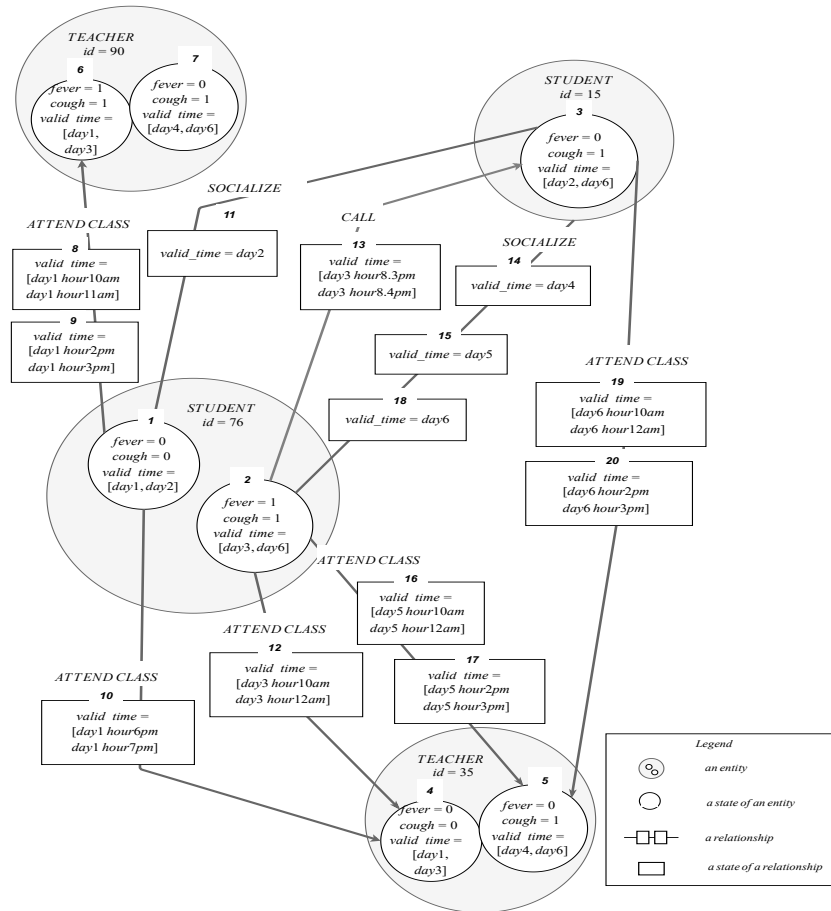 TEACHER
id = 90
6
fever = 1
cough = 1
valid time =
[day1,
day3]
7
fever = 0
cough = 1
valid time =
[day4, day6]
STUDENT
id = 15
3
fever = 0
cough = 1
valid time =
[day2, day6]
SOCIALIZE
11
valid_time = day2
ATTEND CLASS
8
valid time =
[day1 hour10am
day1 hour11am]
9
valid time =
[day1 hour2pm
day1 hour3pm]
CALL
13
valid time =
[day3 hour8.3pm
day3 hour8.4pm]
SOCIALIZE
14
valid_time = day4
15
valid_time = day5
18
valid_time = day6
ATTEND CLASS
19
valid time =
[day6 hour10am
day6 hour12am]
20
valid time =
[day6 hour2pm
day6 hour3pm]
STUDENT
id = 76
1
fever = 0
cough = 0
valid time =
[day1, day2]
2
fever = 1
cough = 1
valid time =
[day3, day6]
ATTEND CLASS
16
valid time =
[day5 hour10am
day5 hour12am]
17
valid time =
[day5 hour2pm
day5 hour3pm]
ATTEND CLASS
12
valid time =
[day3 hour10am
day3 hour12am]
ATTEND CLASS
10
valid time =
[day1 hour6pm
day1 hour7pm]
TEACHER
id = 35
4
fever = 0
cough = 0
valid time =
[day1,
day3]
5
fever = 0
cough = 1
valid time =
[day4, day6]
Legend
an entity
a state of an entity
a relationship
a state of a relationship